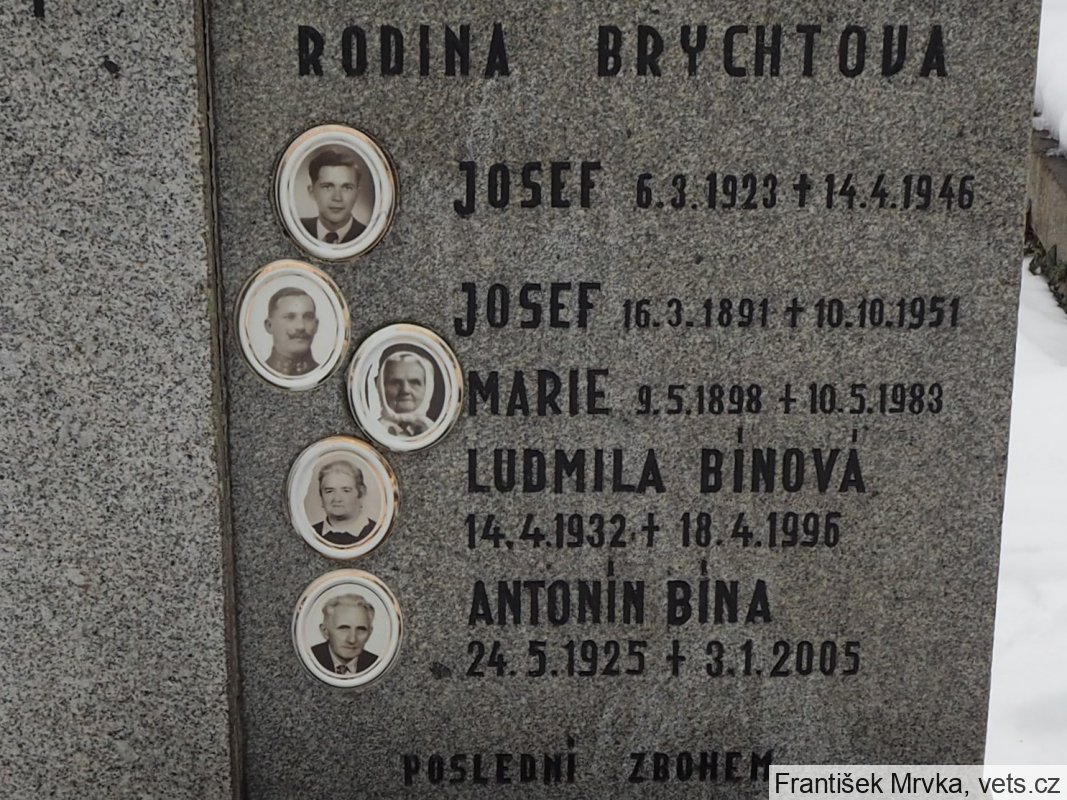 RODINA BRYCHTOVA
JOSEF 6.3.1923 † 14.4.1946
JOSEF 16.3.1891 † 10.10.1951
MARIE 9.5.1898 † 10.5.1983
LUDMILA BÍNOVÁ
14.4.1932 † 18.4.1996
ANTONÍN BÍNA
24.5.1925 † 3.1.2005
POSLEDNÍ ZBOHEM
František Mrvka, vets.cz